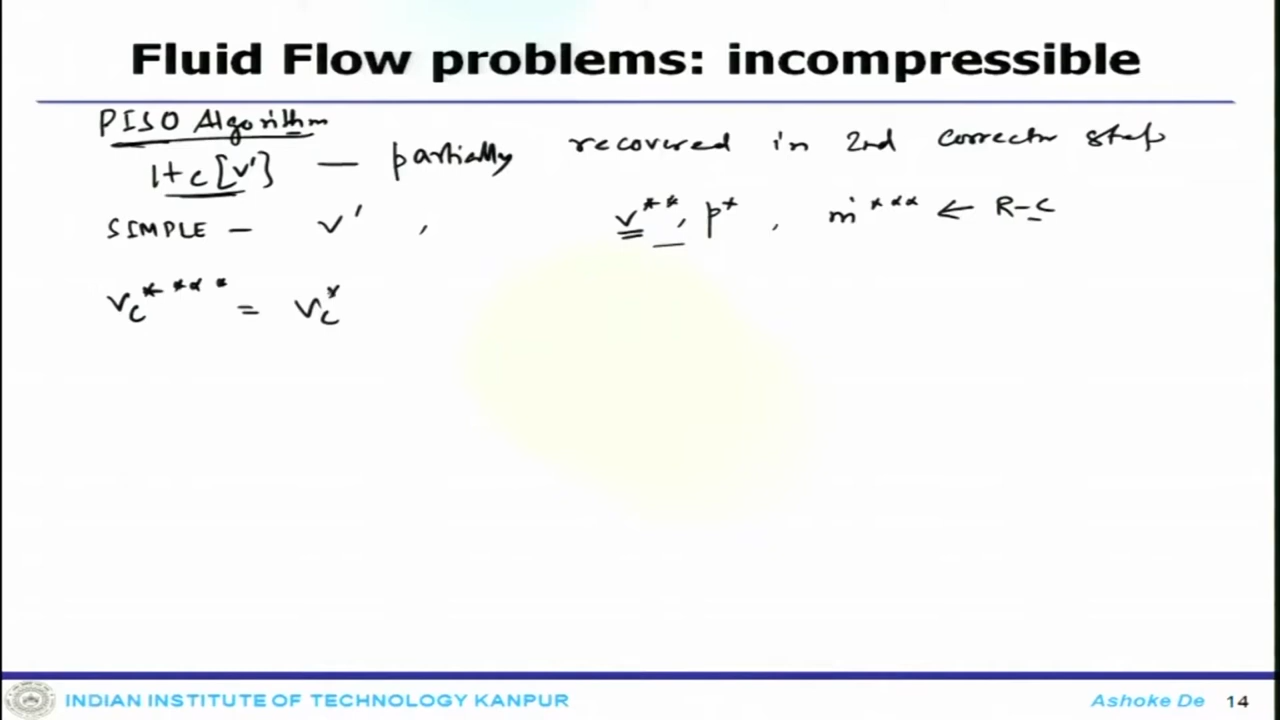 Fluid Flow problems: incompressible
PISO Algorithm
H c [v'] — partially recovered in 2nd corrector step
SIMPLE — v' , v**, p* , ṁ*** ← R-C
v_c**** = v_c*
INDIAN INSTITUTE OF TECHNOLOGY KANPUR
Ashoke De 14